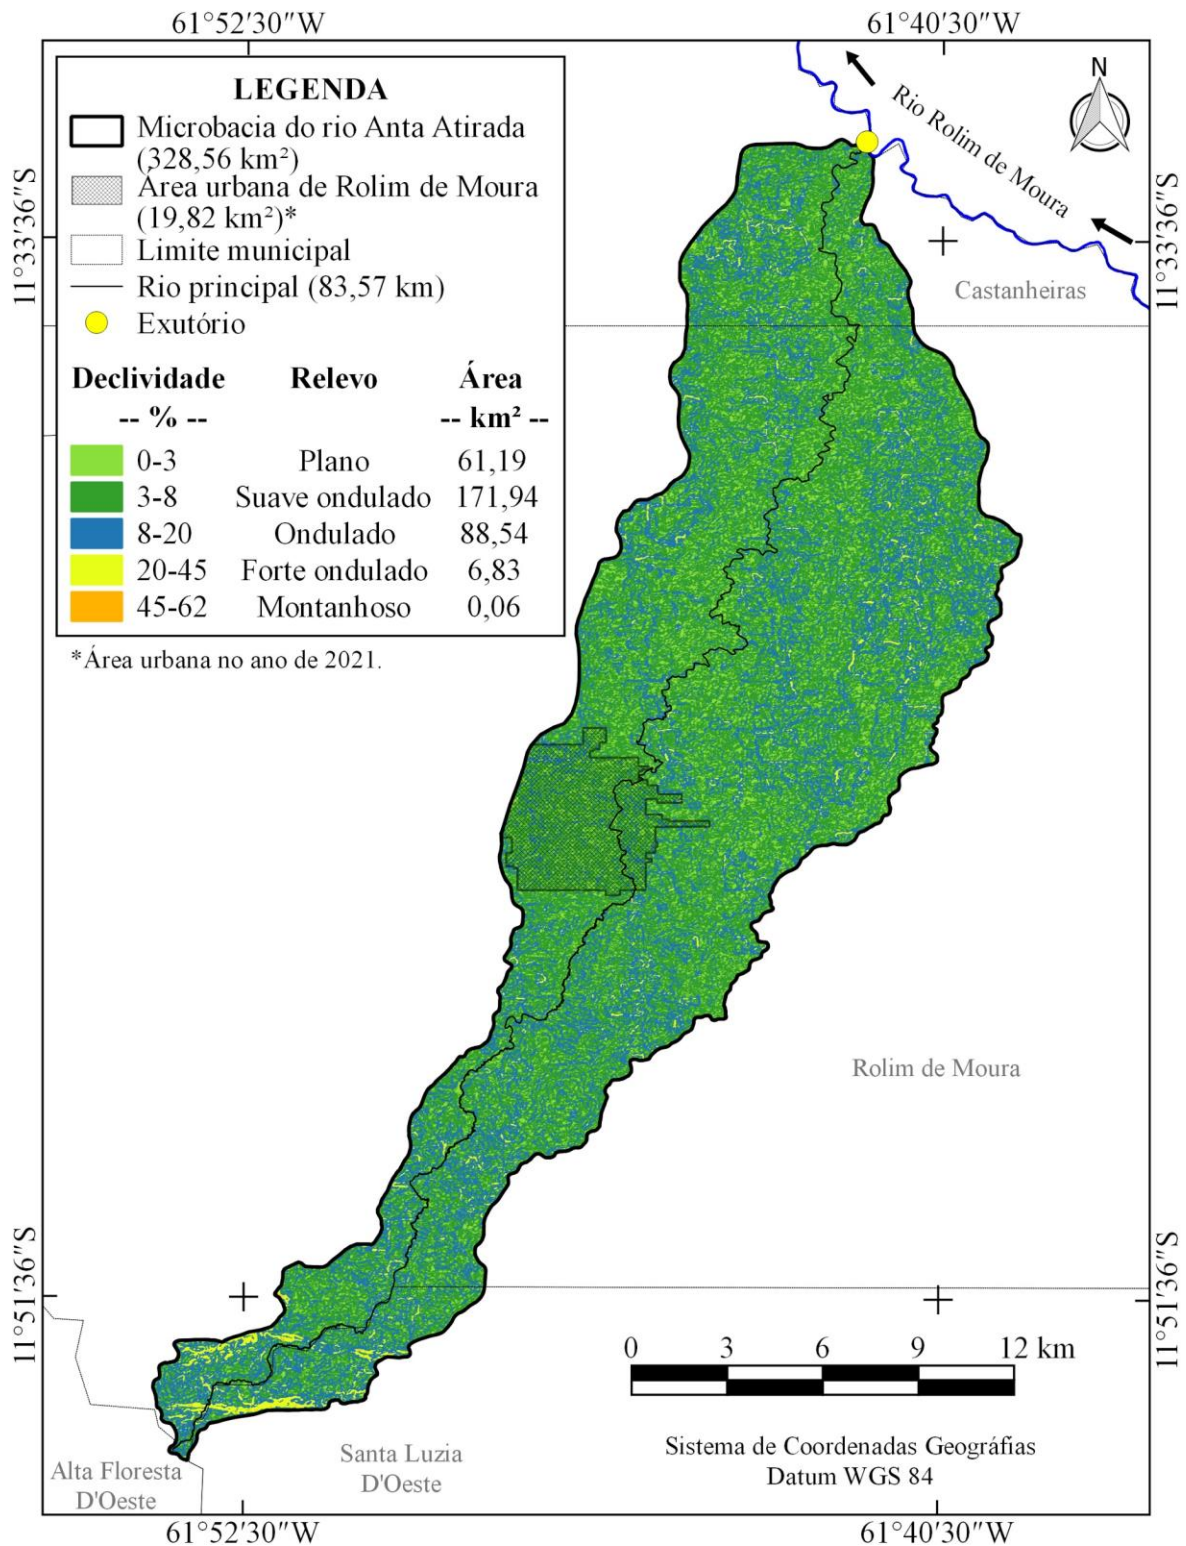 61°52'30"W 61°40'30"W
LEGENDA
Microbacia do rio Anta Atirada
(328,56 km²)
Área urbana de Rolim de Moura
(19,82 km²)*
Limite municipal
Rio principal (83,57 km)
Exutório
Declividade Relevo Área
-- % -- -- km² --
0-3 Plano 61,19
3-8 Suave ondulado 171,94
8-20 Ondulado 88,54
20-45 Forte ondulado 6,83
45-62 Montanhoso 0,06
*Área urbana no ano de 2021.
N
Rio Rolim de Moura
11°33'36"S
11°33'36"S
Castanheiras
Rolim de Moura
11°51'36"S
11°51'36"S
0 3 6 9 12 km
Sistema de Coordenadas Geográfias
Datum WGS 84
Santa Luzia
D'Oeste
Alta Floresta
D'Oeste
61°52'30"W 61°40'30"W